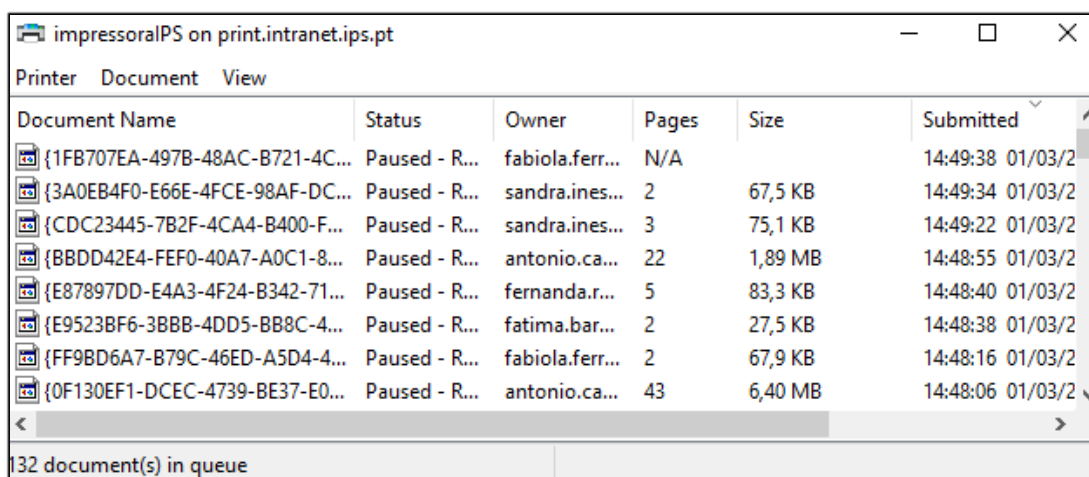 impressoraIPS on print.intranet.ips.pt
Printer Document View
Document Name Status Owner Pages Size Submitted
{1FB707EA-497B-48AC-B721-4C... Paused - R... fabiola.ferr... N/A 14:49:38 01/03/2
{3A0EB4F0-E66E-4FCE-98AF-DC... Paused - R... sandra.ines... 2 67,5 KB 14:49:34 01/03/2
{CDC23445-7B2F-4CA4-B400-F... Paused - R... sandra.ines... 3 75,1 KB 14:49:22 01/03/2
{BBDD42E4-FEF0-40A7-A0C1-8... Paused - R... antonio.ca... 22 1,89 MB 14:48:55 01/03/2
{E87897DD-E4A3-4F24-B342-71... Paused - R... fernanda.r... 5 83,3 KB 14:48:40 01/03/2
{E9523BF6-3BBB-4DD5-BB8C-4... Paused - R... fatima.bar... 2 27,5 KB 14:48:38 01/03/2
{FF9BD6A7-B79C-46ED-A5D4-4... Paused - R... fabiola.ferr... 2 67,9 KB 14:48:16 01/03/2
{0F130EF1-DCEC-4739-BE37-E0... Paused - R... antonio.ca... 43 6,40 MB 14:48:06 01/03/2
132 document(s) in queue